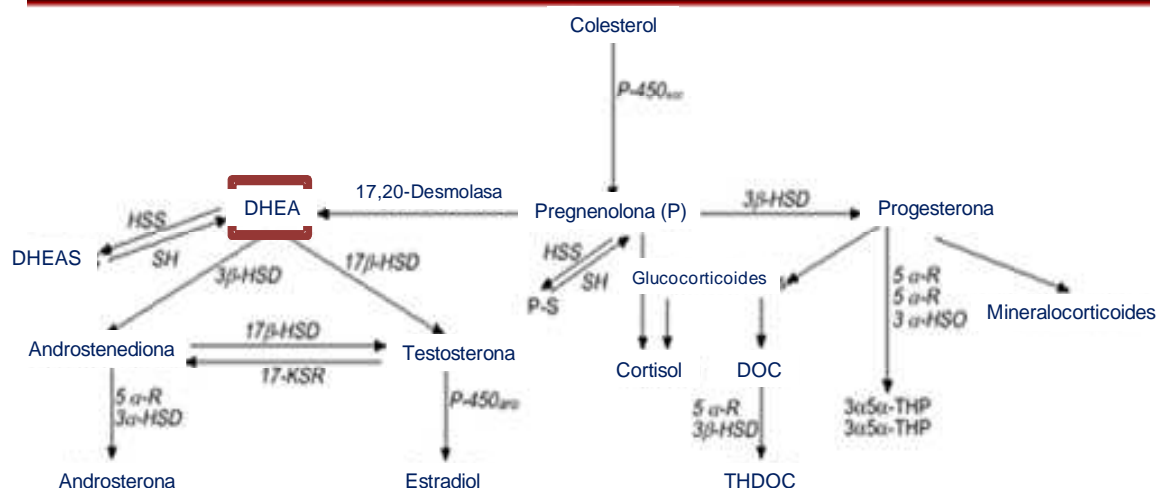 Colesterol
P-450scc
DHEA
17,20-Desmolasa
Pregnenolona (P)
3β-HSD
Progesterona
HSS
SH
DHEAS
3β-HSD
17β-HSD
HSS
SH
P-S
Glucocorticoides
5 α-R
5 α-R
3 α-HSO
Mineralocorticoides
Androstenediona
17β-HSD
17-KSR
Testosterona
Cortisol
DOC
5 α-R
3α-HSD
P-450aro
5 α-R
3β-HSD
3α5α-THP
3α5α-THP
Androsterona
Estradiol
THDOC